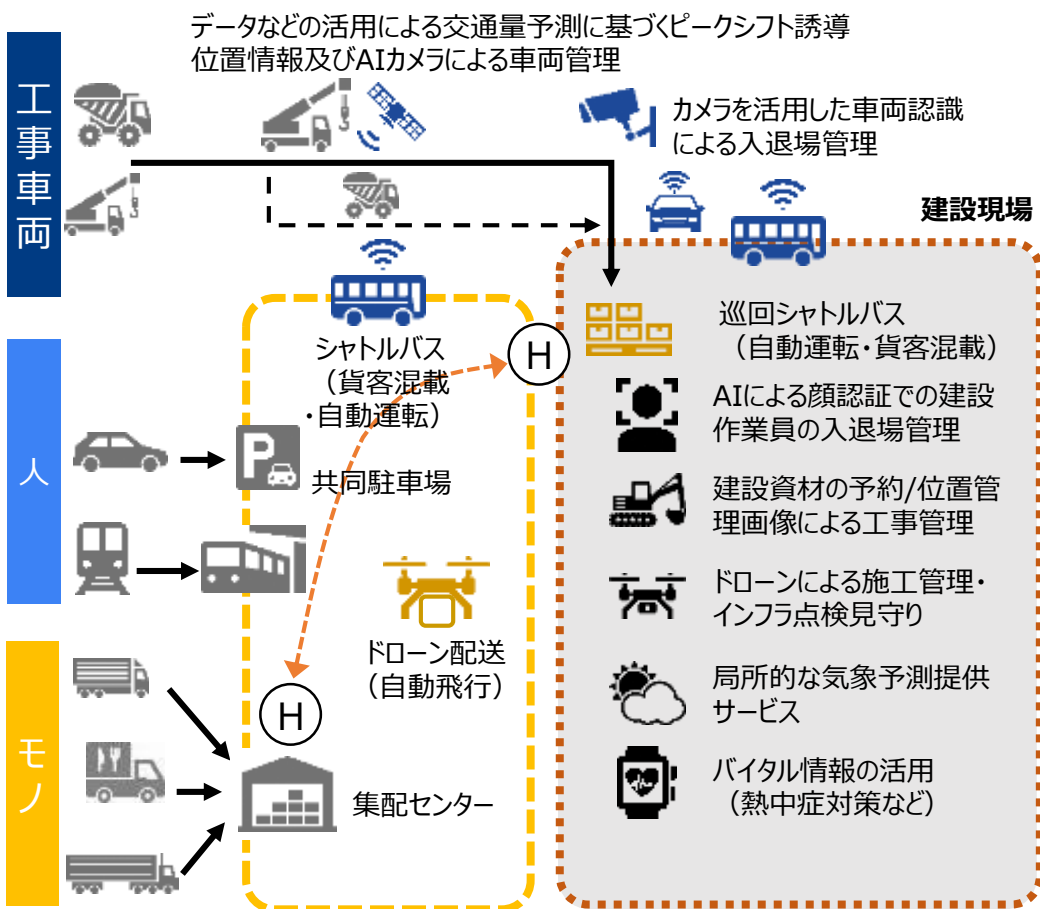 データなどの活用による交通量予測に基づくピークシフト誘導
位置情報及びAIカメラによる車両管理
工事車両
カメラを活用した車両認識
による入退場管理
建設現場
シャトルバス
（貨客混載
・自動運転）
H
巡回シャトルバス
（自動運転・貨客混載）
AIによる顔認証での建設
作業員の入退場管理
人
P
共同駐車場
建設資材の予約/位置管
理画像による工事管理
ドローンによる施工管理・
インフラ点検見守り
ドローン配送
（自動飛行）
H
局所的な気象予測提供
サービス
モノ
集配センター
バイタル情報の活用
（熱中症対策など）